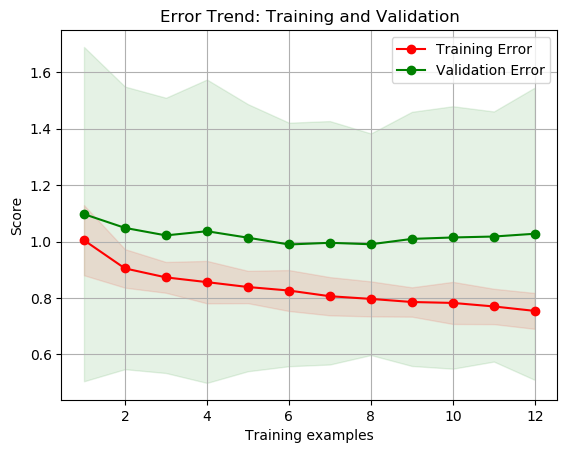 Error Trend: Training and Validation
Training Error
Validation Error
Score
1.6
1.4
1.2
1.0
0.8
0.6
2 4 6 8 10 12
Training examples